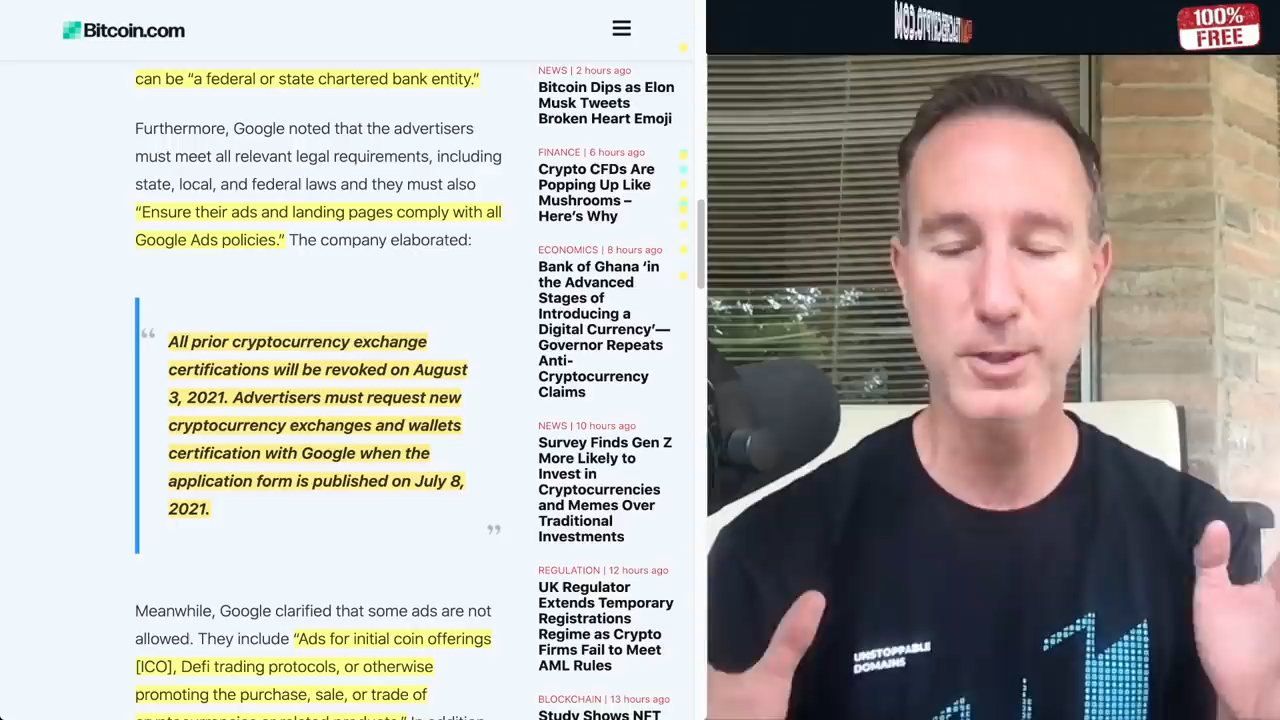 Bitcoin.com
can be “a federal or state chartered bank entity.”
Furthermore, Google noted that the advertisers
must meet all relevant legal requirements, including
state, local, and federal laws and they must also
“Ensure their ads and landing pages comply with all
Google Ads policies.” The company elaborated:
“
All prior cryptocurrency exchange
certifications will be revoked on August
3, 2021. Advertisers must request new
cryptocurrency exchanges and wallets
certification with Google when the
application form is published on July 8,
2021.
”
Meanwhile, Google clarified that some ads are not
allowed. They include “Ads for initial coin offerings
[ICO], Defi trading protocols, or otherwise
promoting the purchase, sale, or trade of
cryptocurrencies or related products.” In addition,
NEWS | 2 hours ago
Bitcoin Dips as Elon
Musk Tweets
Broken Heart Emoji
FINANCE | 6 hours ago
Crypto CFDs Are
Popping Up Like
Mushrooms –
Here’s Why
ECONOMICS | 8 hours ago
Bank of Ghana ‘in
the Advanced
Stages of
Introducing a
Digital Currency’—
Governor Repeats
Anti-
Cryptocurrency
Claims
NEWS | 10 hours ago
Survey Finds Gen Z
More Likely to
Invest in
Cryptocurrencies
and Memes Over
Traditional
Investments
REGULATION | 12 hours ago
UK Regulator
Extends Temporary
Registrations
Regime as Crypto
Firms Fail to Meet
AML Rules
BLOCKCHAIN | 13 hours ago
Study Shows NFT
100%
FREE
UNSTOPPABLE
DOMAINS